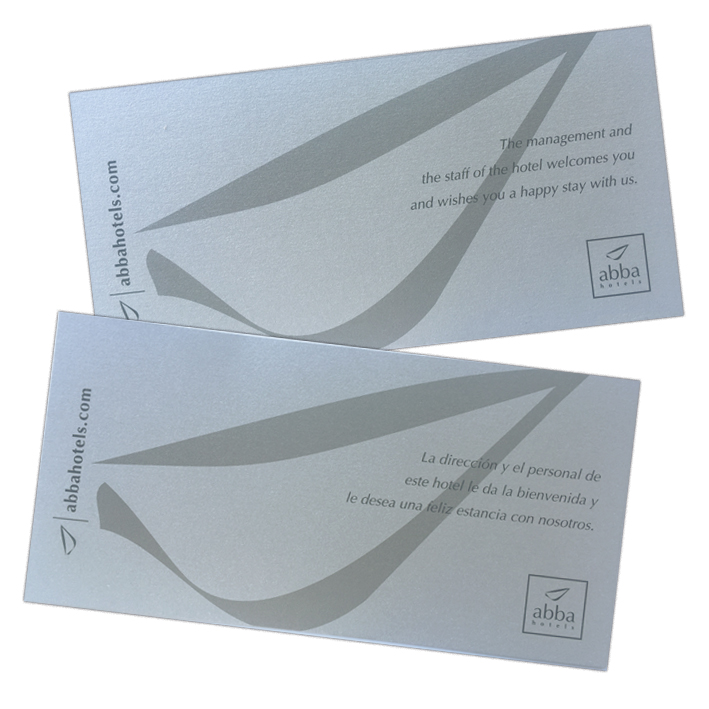 abbahotels.com
The management and
the staff of the hotel welcomes you
and wishes you a happy stay with us.
abba
hotels
abbahotels.com
La dirección y el personal de
este hotel le da la bienvenida y
le desea una feliz estancia con nosotros.
abba
hotels